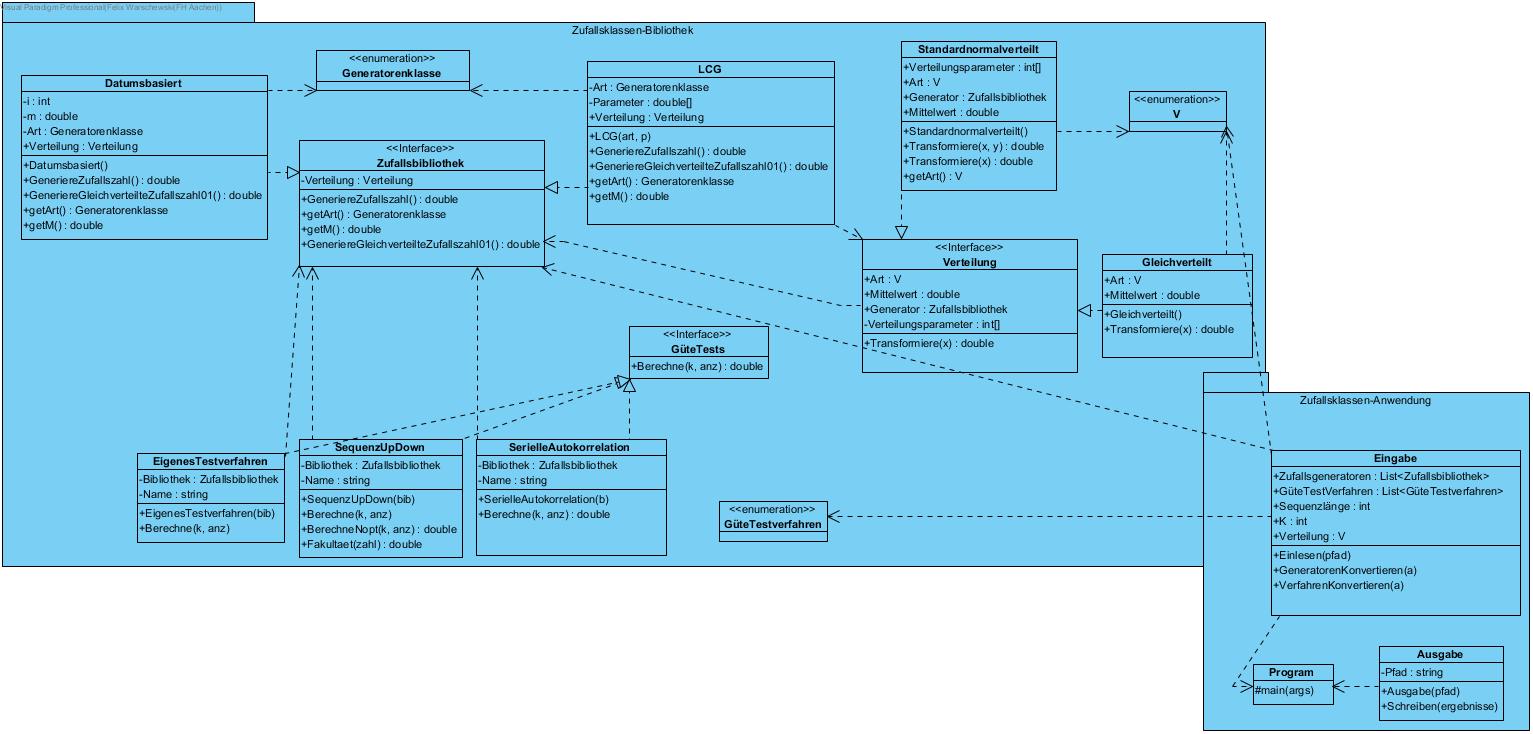 Visual Paradigm Professional(Felix Warschewski(FH Aachen))
Zufallsklassen-Bibliothek
Datumsbasiert
-i : int
-m : double
-Art : Generatorenklasse
+Verteilung : Verteilung
+Datumsbasiert()
+GeneriereZufallszahl() : double
+GeneriereGleichverteilteZufallszahl01() : double
+getArt() : Generatorenklasse
+getM() : double
<<enumeration>>
Generatorenklasse
<<Interface>>
Zufallsbibliothek
-Verteilung : Verteilung
+GeneriereZufallszahl() : double
+getArt() : Generatorenklasse
+getM() : double
+GeneriereGleichverteilteZufallszahl01() : double
LCG
-Art : Generatorenklasse
-Parameter : double[]
+Verteilung : Verteilung
+LCG(art, p)
+GeneriereZufallszahl() : double
+GeneriereGleichverteilteZufallszahl01() : double
+getArt() : Generatorenklasse
+getM() : double
Standardnormalverteilt
+Verteilungsparameter : int[]
+Art : V
+Generator : Zufallsbibliothek
+Mittelwert : double
+Standardnormalverteilt()
+Transformiere(x, y) : double
+Transformiere(x) : double
+getArt() : V
<<enumeration>>
V
<<Interface>>
Verteilung
+Art : V
+Mittelwert : double
+Generator : Zufallsbibliothek
-Verteilungsparameter : int[]
+Transformiere(x) : double
Gleichverteilt
+Art : V
+Mittelwert : double
+Gleichverteilt()
+Transformiere(x) : double
<<Interface>>
GüteTests
+Berechne(k, anz) : double
EigenesTestverfahren
-Bibliothek : Zufallsbibliothek
-Name : string
+EigenesTestverfahren(bib)
+Berechne(k, anz)
SequenzUpDown
-Bibliothek : Zufallsbibliothek
-Name : string
+SequenzUpDown(bib)
+Berechne(k, anz)
+BerechneNopt(k, anz) : double
+Fakultaet(zahl) : double
SerielleAutokorrelation
-Bibliothek : Zufallsbibliothek
-Name : string
+SerielleAutokorrelation(b)
+Berechne(k, anz) : double
<<enumeration>>
GüteTestverfahren
Zufallsklassen-Anwendung
Eingabe
+Zufallsgeneratoren : List<Zufallsbibliothek>
+GüteTestVerfahren : List<GüteTestverfahren>
+Sequenzlänge : int
+K : int
+Verteilung : V
+Einlesen(pfad)
+GeneratorenKonvertieren(a)
+VerfahrenKonvertieren(a)
Program
#main(args)
Ausgabe
-Pfad : string
+Ausgabe(pfad)
+Schreiben(ergebnisse)